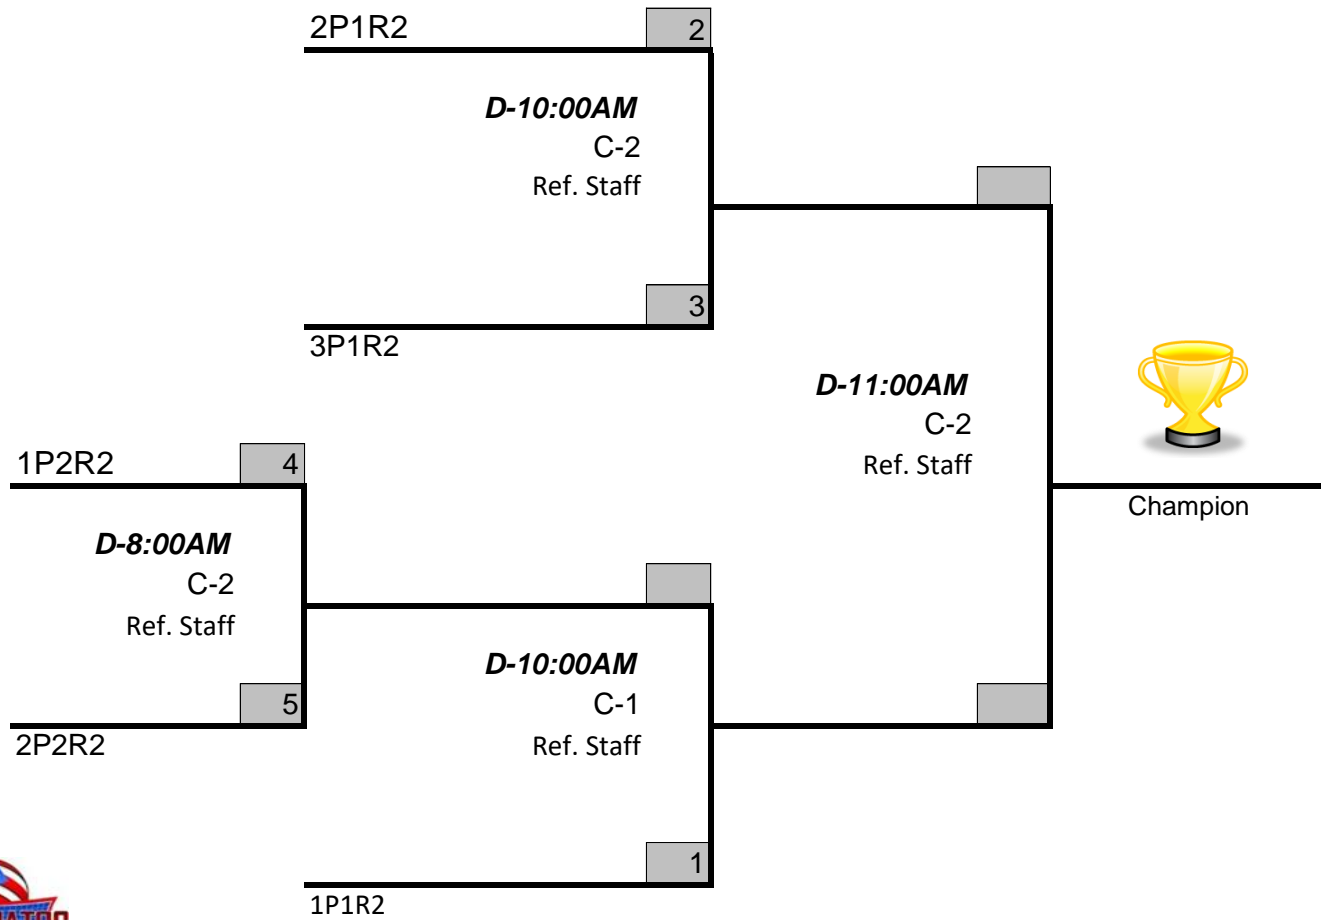 2P1R2
2
D-10:00AM
C-2
Ref. Staff
3
3P1R2
D-11:00AM
C-2
Ref. Staff
1P2R2
4
Champion
D-8:00AM
C-2
Ref. Staff
D-10:00AM
C-1
Ref. Staff
5
2P2R2
1
1P1R2